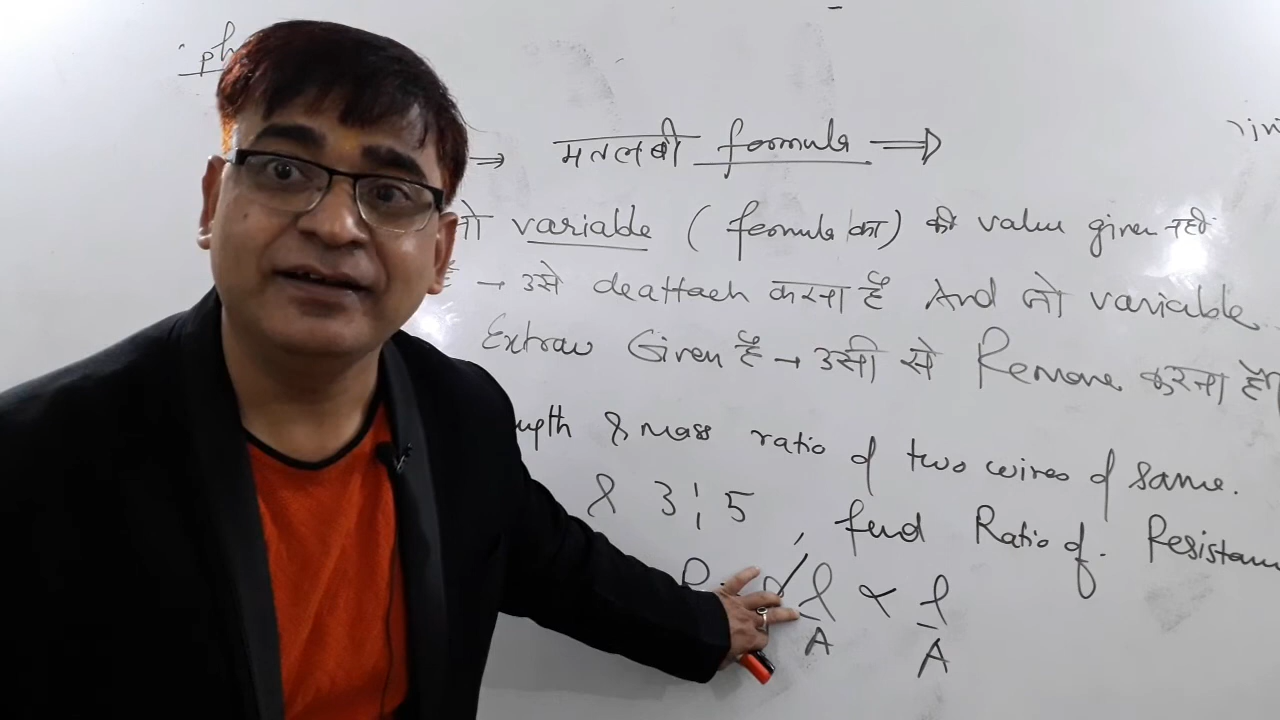 ph
→ मतलबी formula ⇒
जो variable ( formula का) की value given नही
है → उसे deattach करना है And जो variable
Extra Given है → उसी से Remove करना है।
ngth & mass ratio of two wires of same.
& 3:5 , find Ratio of. Resistan
R = l/A ∝ l/A